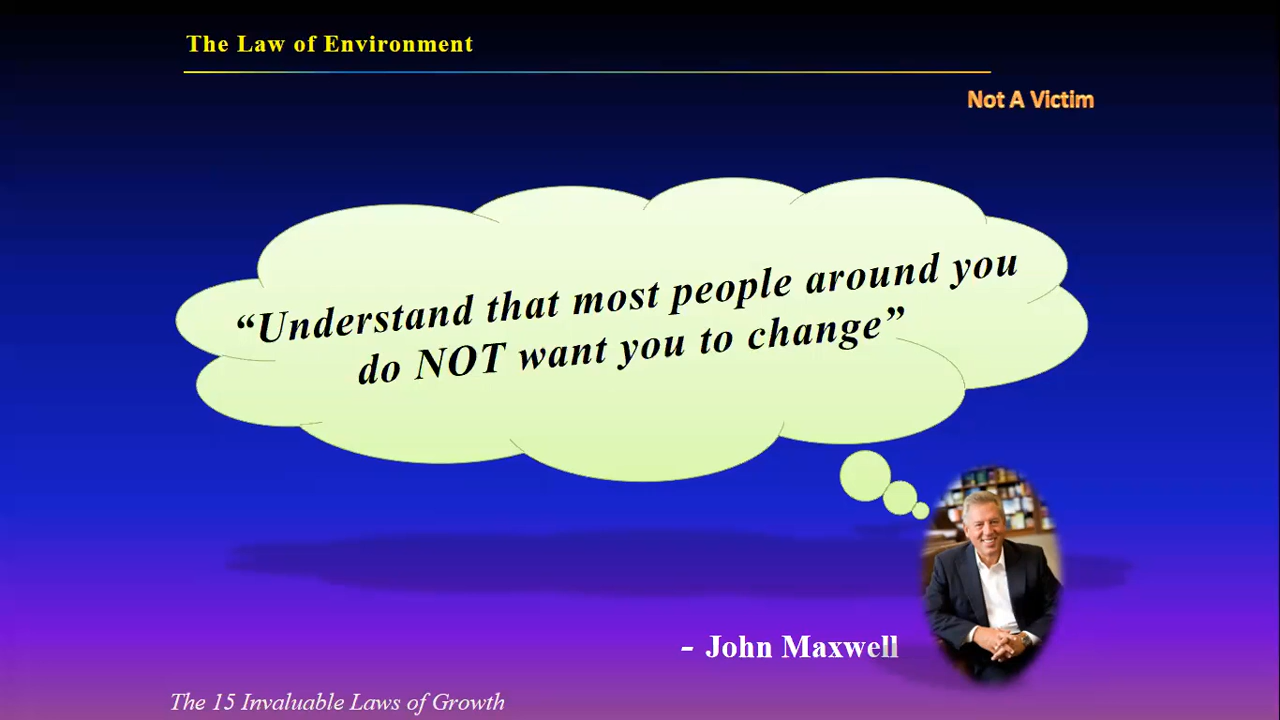 The Law of Environment
Not A Victim
“Understand that most people around you
do NOT want you to change”
- John Maxwell
The 15 Invaluable Laws of Growth